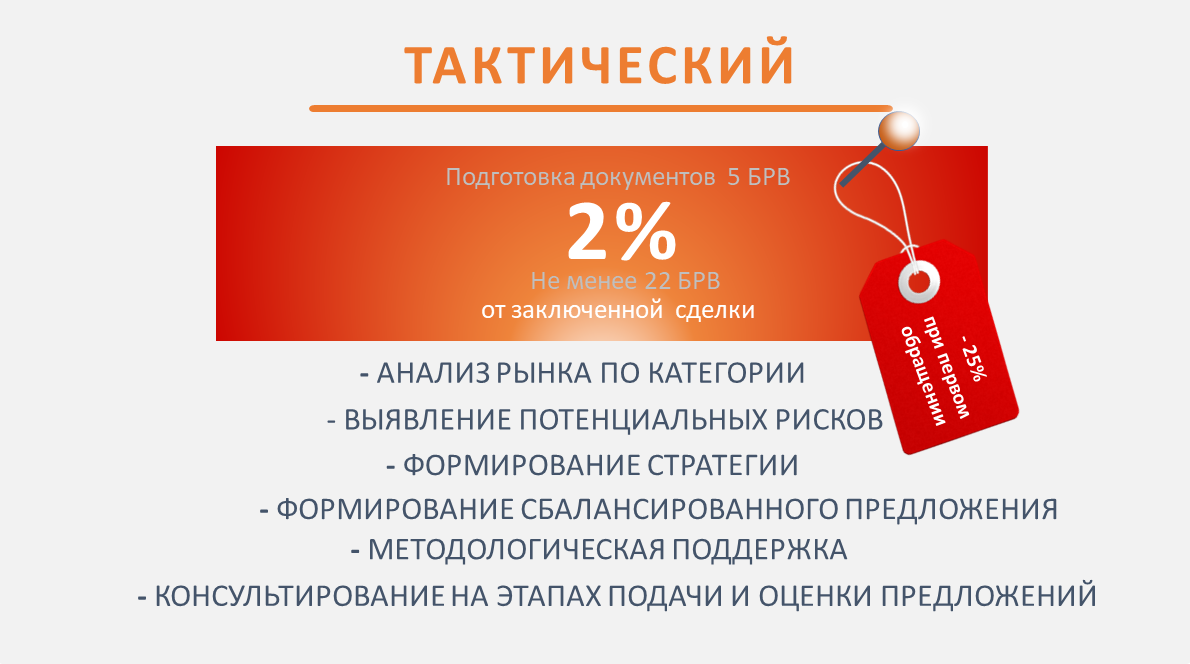 ТАКТИЧЕСКИЙ
Подготовка документов 5 БРВ
2%
Не менее 22 БРВ
от заключенной сделки
- 25%
при первом
обращении
- АНАЛИЗ РЫНКА ПО КАТЕГОРИИ
- ВЫЯВЛЕНИЕ ПОТЕНЦИАЛЬНЫХ РИСКОВ
- ФОРМИРОВАНИЕ СТРАТЕГИИ
- ФОРМИРОВАНИЕ СБАЛАНСИРОВАННОГО ПРЕДЛОЖЕНИЯ
- МЕТОДОЛОГИЧЕСКАЯ ПОДДЕРЖКА
- КОНСУЛЬТИРОВАНИЕ НА ЭТАПАХ ПОДАЧИ И ОЦЕНКИ ПРЕДЛОЖЕНИЙ